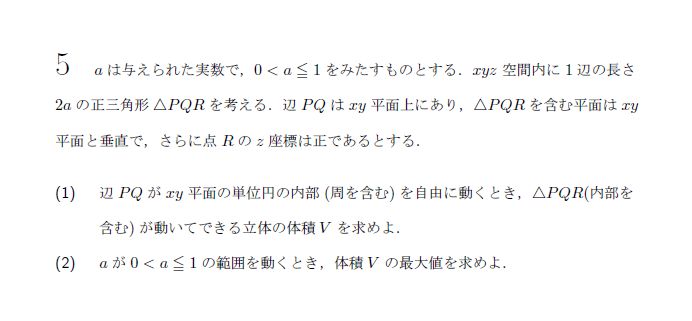 5 aは与えられた実数で，0 < a ≦ 1 をみたすものとする．xyz 空間内に 1 辺の長さ
2a の正三角形 △PQR を考える．辺 PQ は xy 平面上にあり，△PQR を含む平面は xy
平面と垂直で，さらに点 R の z 座標は正であるとする．
(1) 辺 PQ が xy 平面の単位円の内部 (周を含む) を自由に動くとき，△PQR(内部を
含む) が動いてできる立体の体積 V を求めよ．
(2) a が 0 < a ≦ 1 の範囲を動くとき，体積 V の最大値を求めよ．